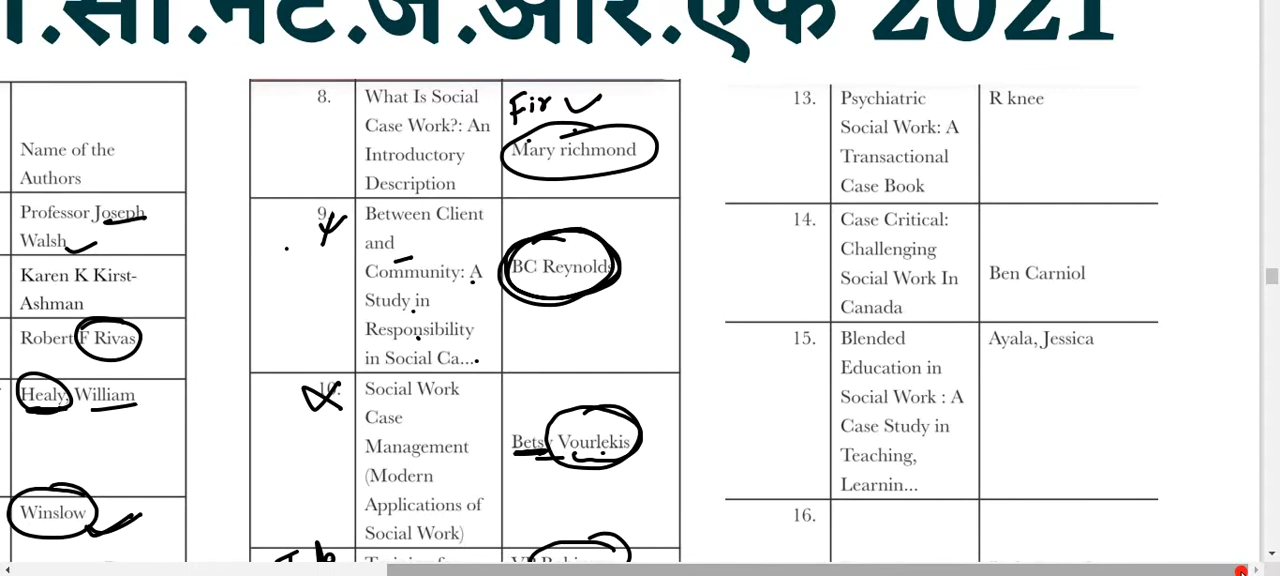 .सी.नेट.जे.आर.एफ 2021
Name of the
Authors
Professor Joseph
Walsh
Karen K Kirst-
Ashman
Robert F Rivas
Healy, William
Winslow
8.
What Is Social
Case Work?: An
Introductory
Description
Fir
Mary richmond
9.
Between Client
and
Community: A
Study in
Responsibility
in Social Ca...
BC Reynolds
10.
Social Work
Case
Management
(Modern
Applications of
Social Work)
Betsy Vourlekis
13.
Psychiatric
Social Work: A
Transactional
Case Book
R knee
14.
Case Critical:
Challenging
Social Work In
Canada
Ben Carniol
15.
Blended
Education in
Social Work : A
Case Study in
Teaching,
Learnin...
Ayala, Jessica
16.